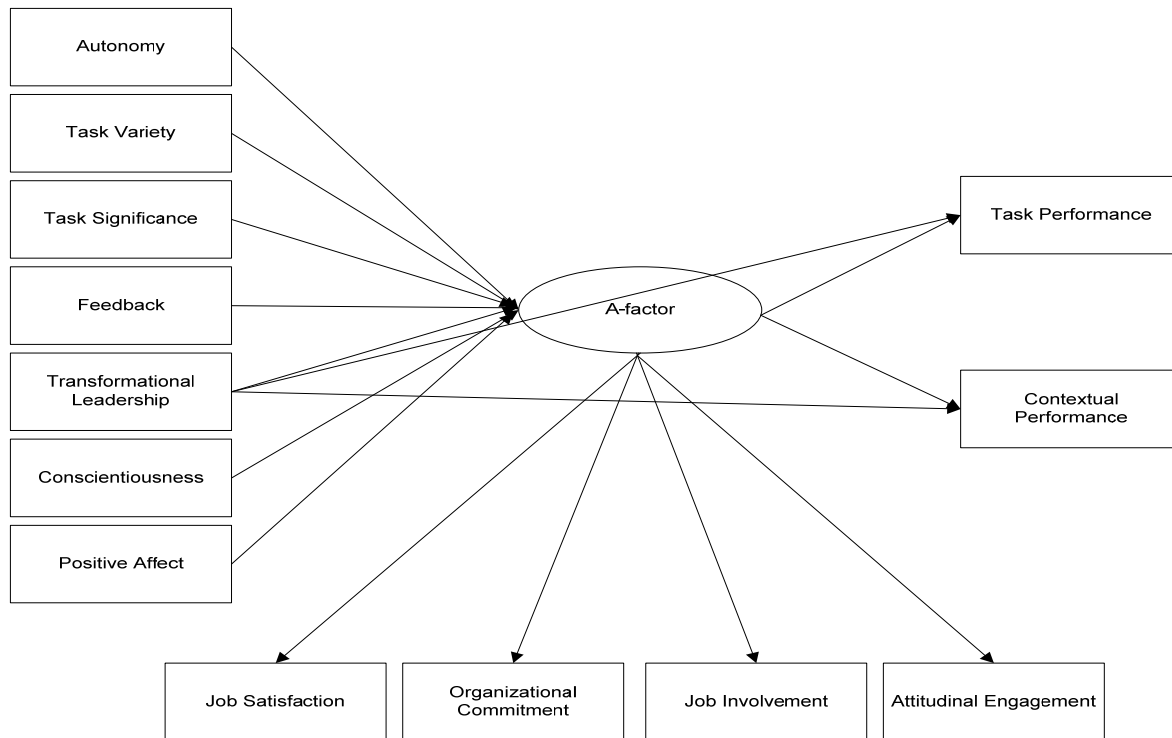 Autonomy
Task Variety
Task Significance
Feedback
Transformational
Leadership
Conscientiousness
Positive Affect
A-factor
Task Performance
Contextual
Performance
Job Satisfaction
Organizational
Commitment
Job Involvement
Attitudinal Engagement